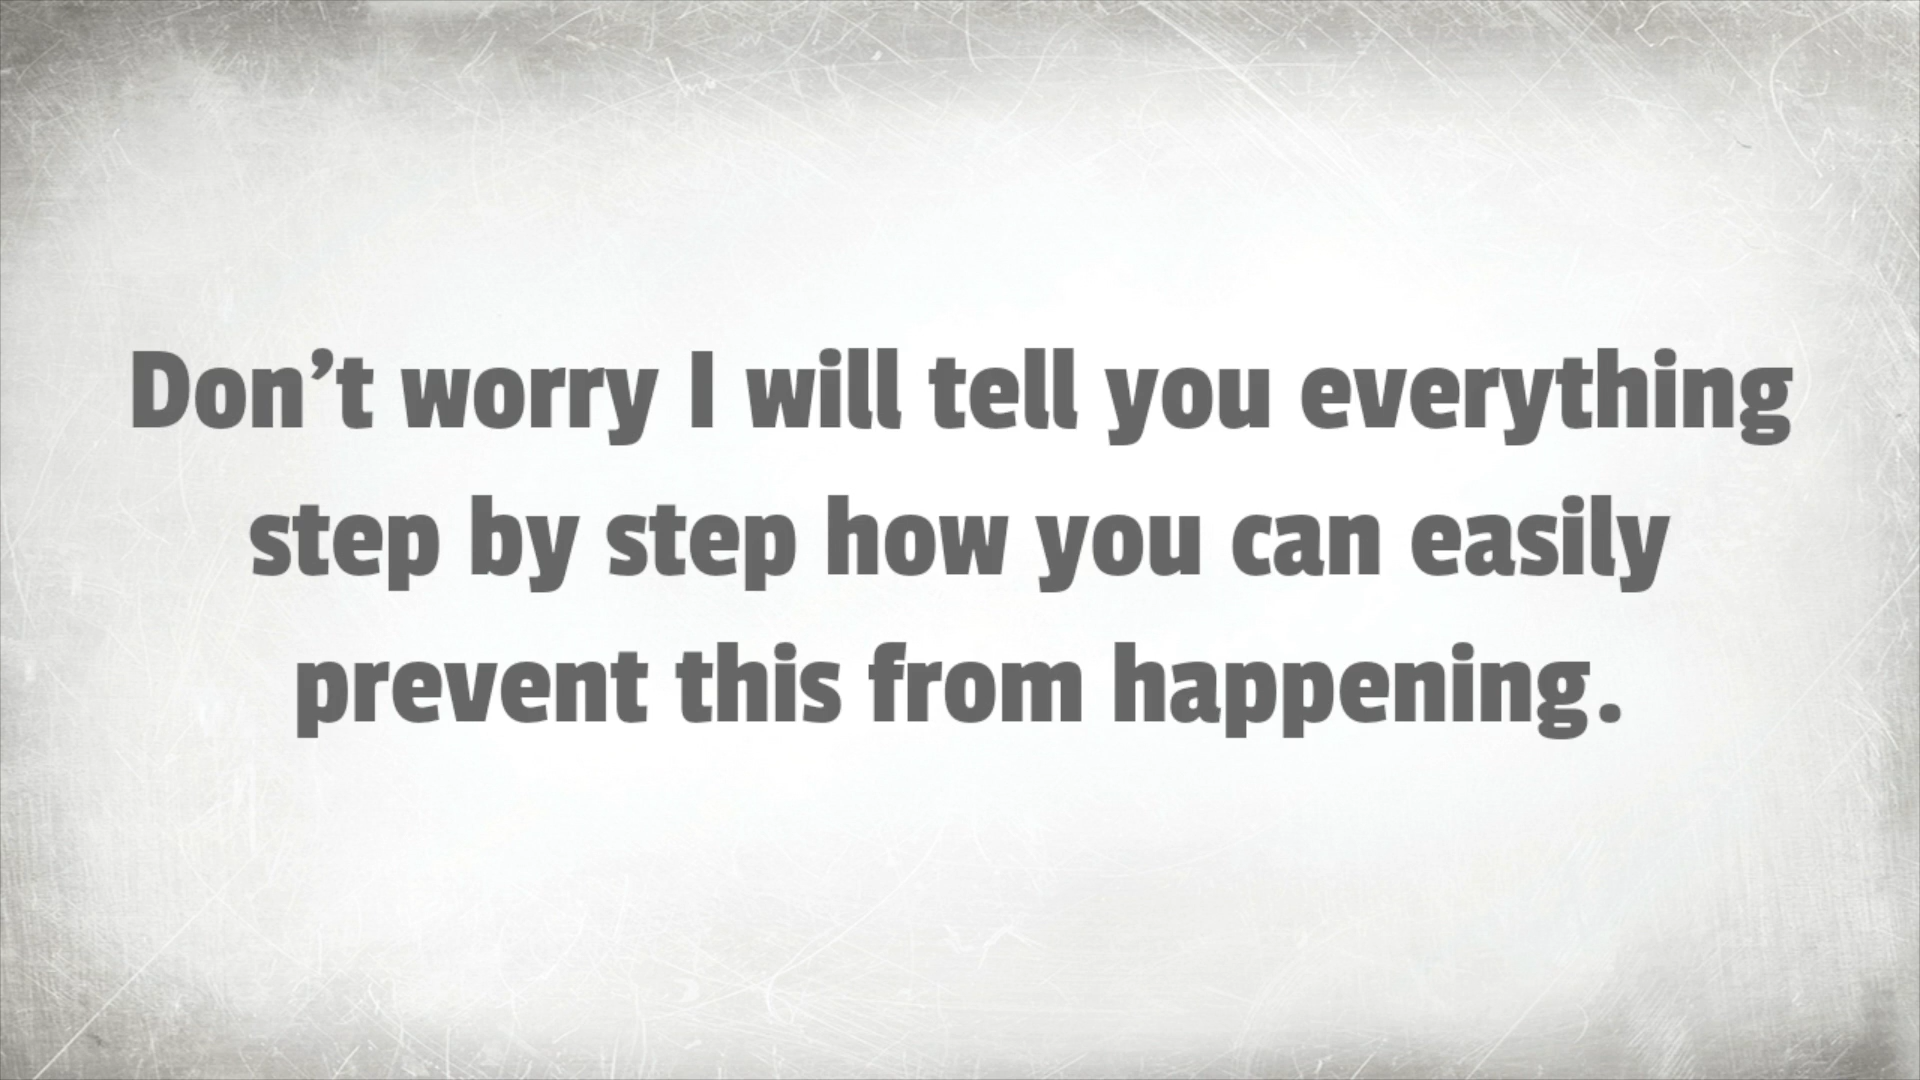 Don’t worry I will tell you everything
step by step how you can easily
prevent this from happening.